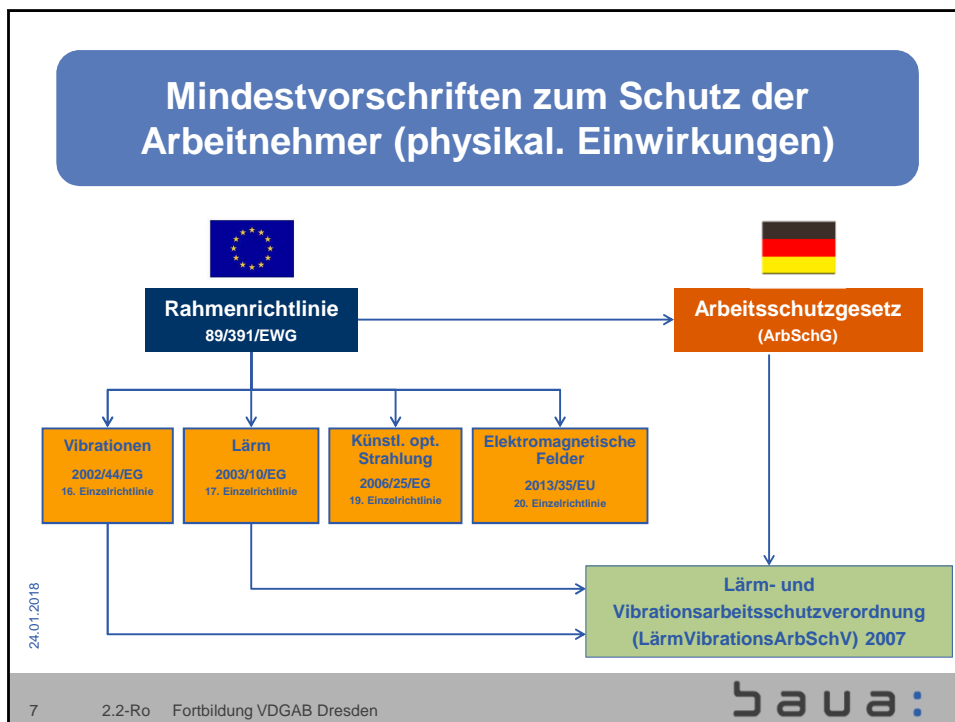 Mindestvorschriften zum Schutz der
Arbeitnehmer (physikal. Einwirkungen)
Rahmenrichtlinie
89/391/EWG
Arbeitsschutzgesetz
(ArbSchG)
Vibrationen
2002/44/EG
16. Einzelrichtlinie
Lärm
2003/10/EG
17. Einzelrichtlinie
Künstl. opt.
Strahlung
2006/25/EG
19. Einzelrichtlinie
Elektromagnetische
Felder
2013/35/EU
20. Einzelrichtlinie
Lärm- und
Vibrationsarbeitsschutzverordnung
(LärmVibrationsArbSchV) 2007
24.01.2018
7 2.2-Ro Fortbildung VDGAB Dresden
baua: